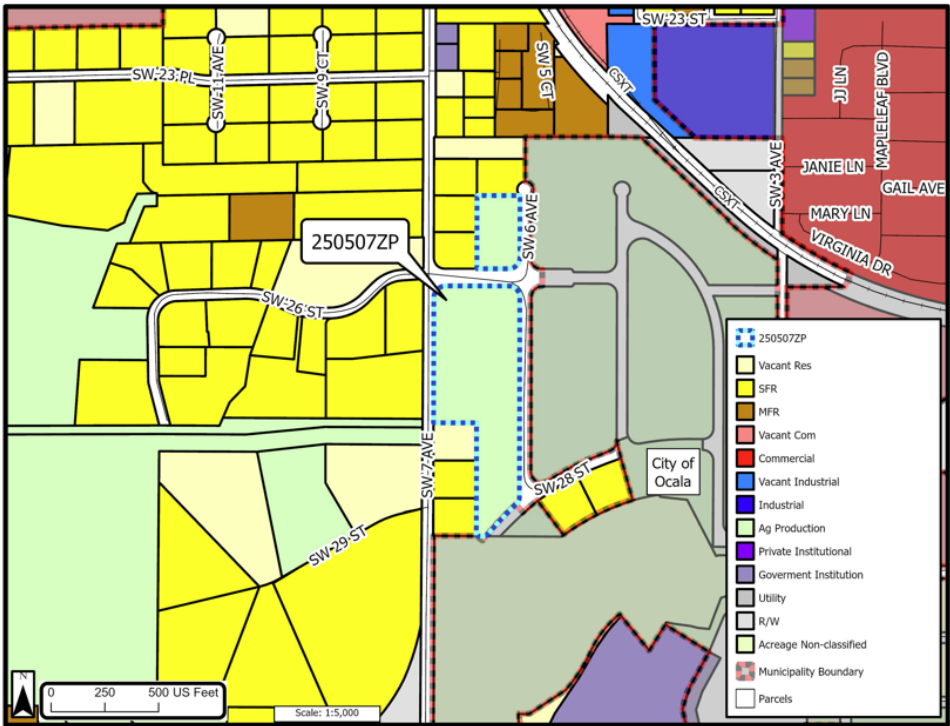 SW 23 ST
SW 23 PL
SW 11 AVE
SW 9 CT
SW 5 CT
CSXT
JJ LN
MAPLELEAF BLVD
SW 3 AVE
JANIE LN
GAIL AVE
CSXT
MARY LN
VIRGINIA DR
SW 6 AVE
250507ZP
SW 26 ST
SW 7 AVE
SW 28 ST
City of
Ocala
SW 29 ST
250507ZP
Vacant Res
SFR
MFR
Vacant Com
Commercial
Vacant Industrial
Industrial
Ag Production
Private Institutional
Goverment Institution
Utility
R/W
Acreage Non-classified
Municipality Boundary
Parcels
N
0 250 500 US Feet
Scale: 1:5,000